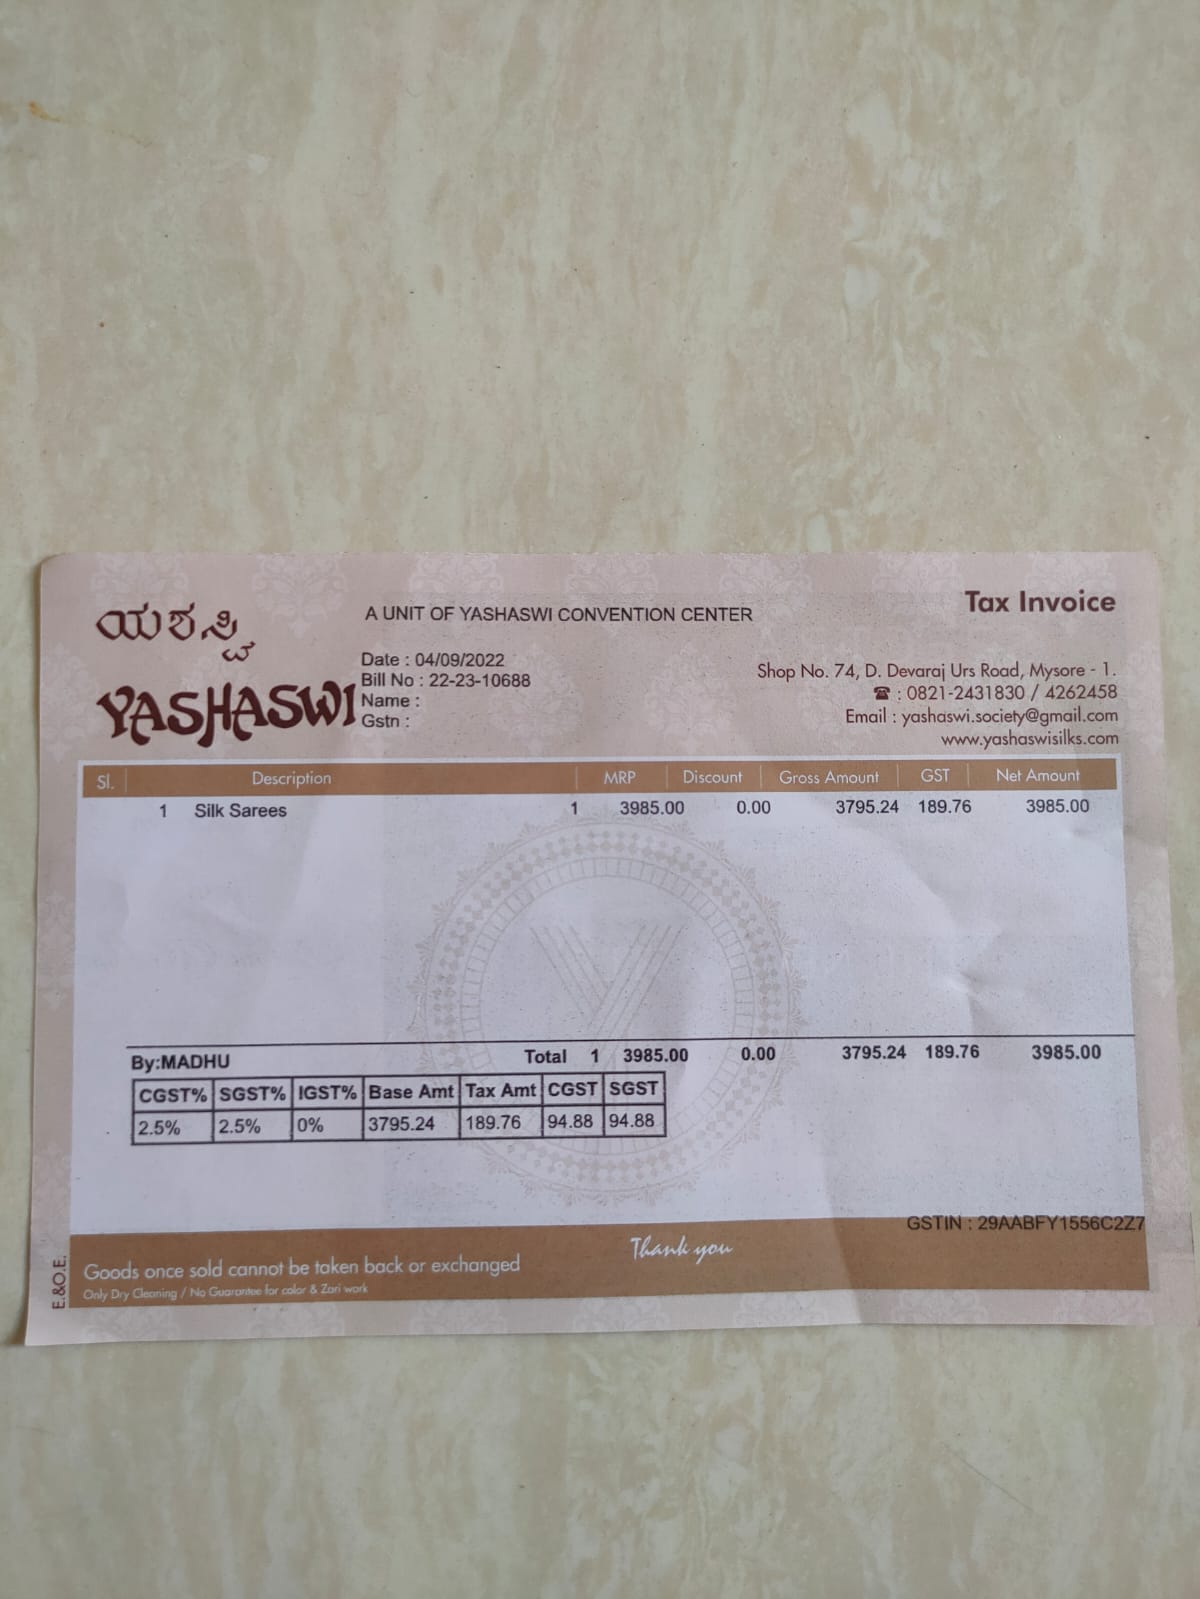 ಯಶಸ್ವಿ
YASHASWI
A UNIT OF YASHASWI CONVENTION CENTER
Date : 04/09/2022
Bill No : 22-23-10688
Name :
Gstn :
Tax Invoice
Shop No. 74, D. Devaraj Urs Road, Mysore - 1.
☎ : 0821-2431830 / 4262458
Email : yashaswi.society@gmail.com
www.yashaswisilks.com
Sl. Description MRP Discount Gross Amount GST Net Amount
1 Silk Sarees 1 3985.00 0.00 3795.24 189.76 3985.00
By:MADHU Total 1 3985.00 0.00 3795.24 189.76 3985.00
CGST% SGST% IGST% Base Amt Tax Amt CGST SGST
2.5% 2.5% 0% 3795.24 189.76 94.88 94.88
GSTIN : 29AABFY1556C2Z7
Thank you
Goods once sold cannot be taken back or exchanged
Only Dry Cleaning / No Guarantee for color & Zari work
E.&O.E.